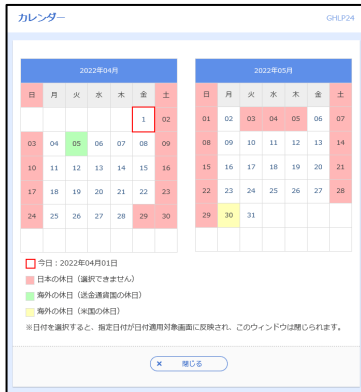 カレンダー GHLP24
2022年04月
日 月 火 水 木 金 土
1 02
03 04 05 06 07 08 09
10 11 12 13 14 15 16
17 18 19 20 21 22 23
24 25 26 27 28 29 30
2022年05月
日 月 火 水 木 金 土
01 02 03 04 05 06 07
08 09 10 11 12 13 14
15 16 17 18 19 20 21
22 23 24 25 26 27 28
29 30 31
今日：2022年04月01日
日本の休日（選択できません）
海外の休日（送金通貨国の休日）
海外の休日（米国の休日）
※日付を選択すると、指定日付が日付適用対象画面に反映され、このウィンドウは閉じられます。
× 閉じる